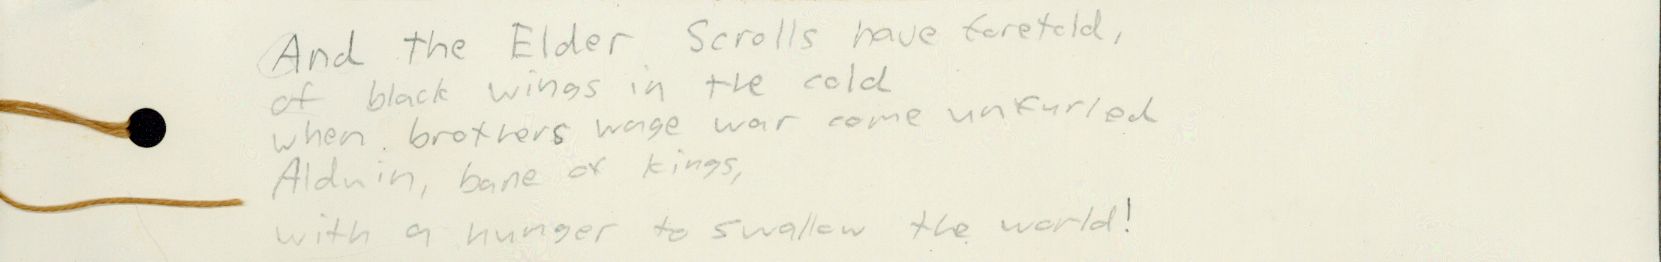 And the Elder Scrolls have foretold,
of black wings in the cold
when brothers wage war come unfurled
Alduin, bane of kings,
with a hunger to swallow the world!